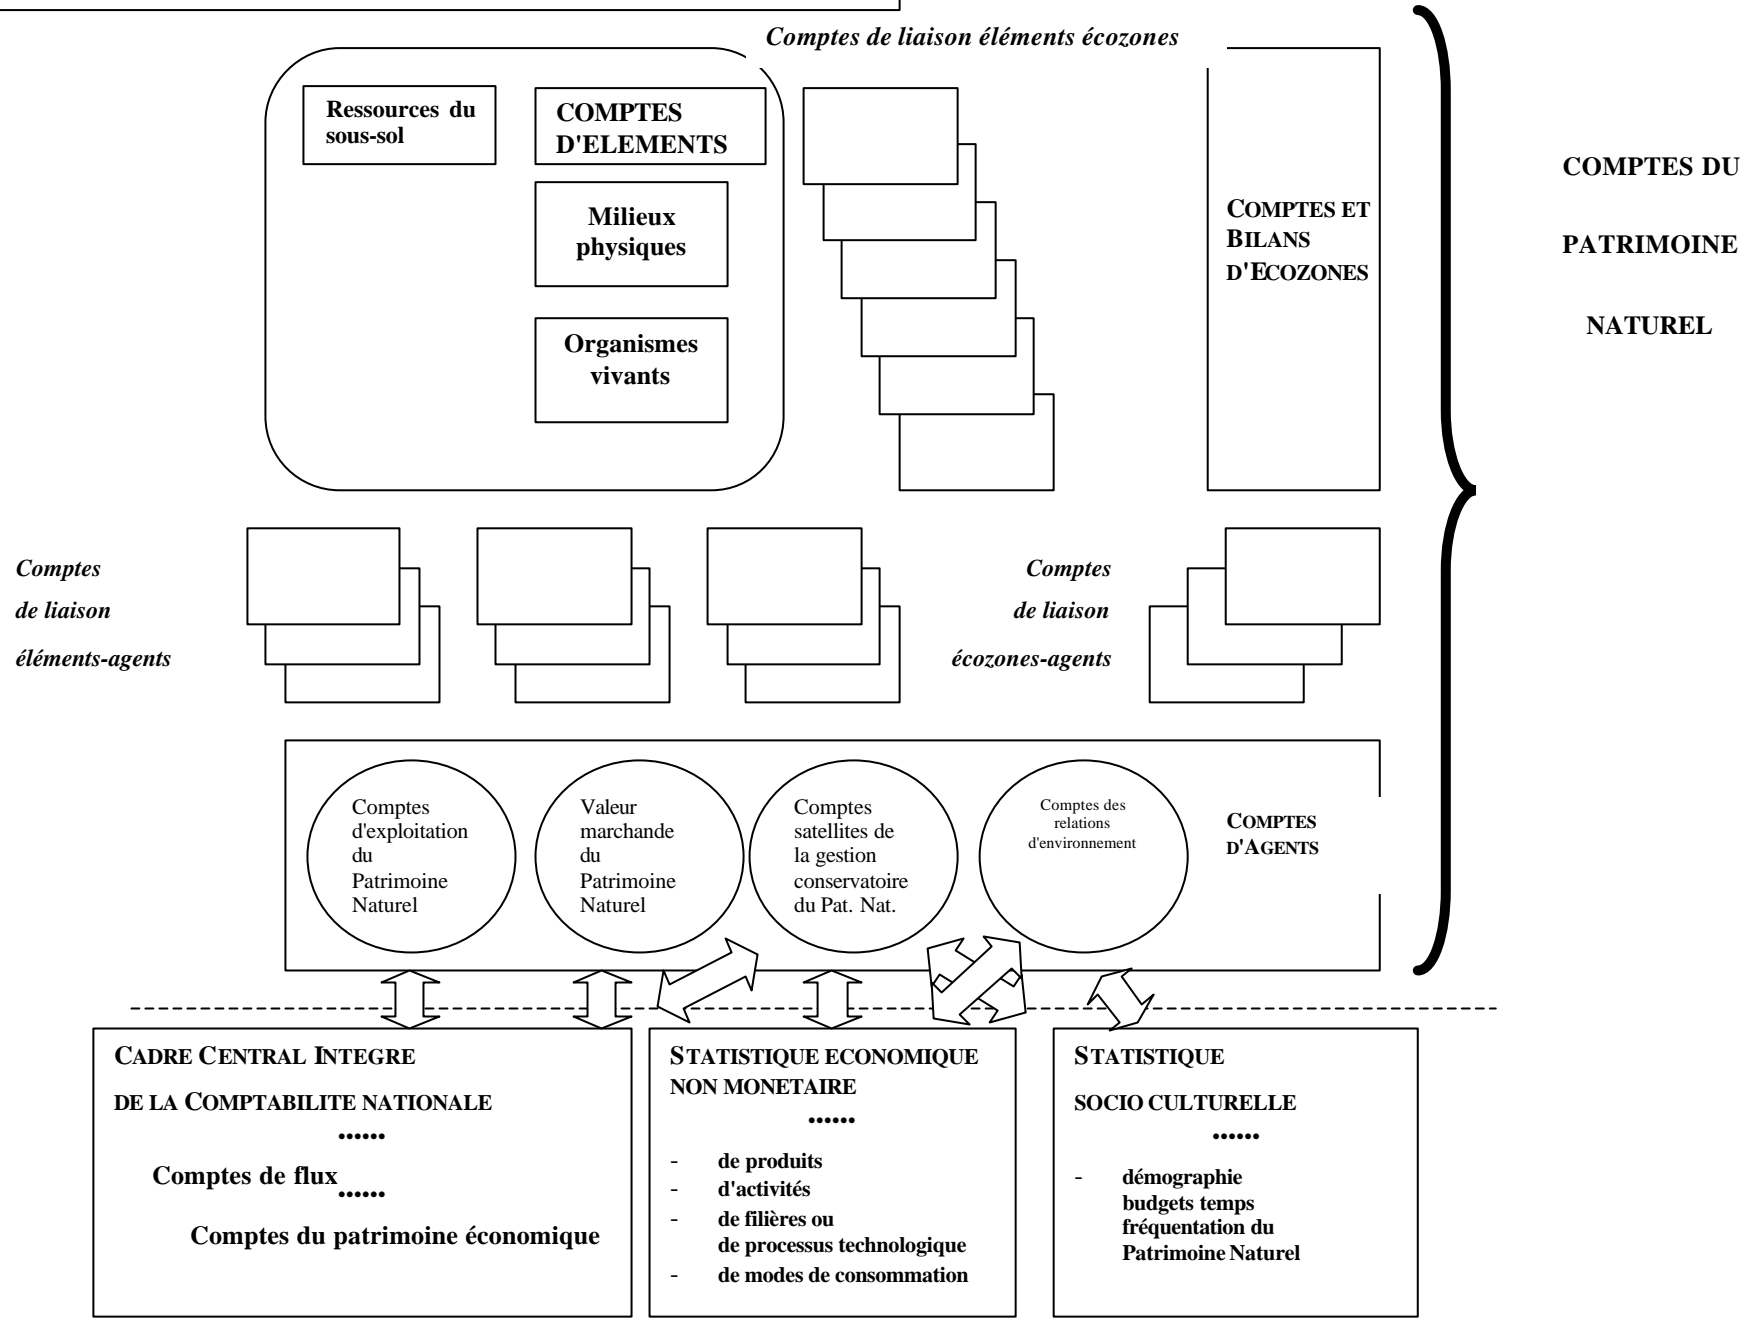 Comptes de liaison éléments écozones
Ressources du
sous-sol
COMPTES
D'ELEMENTS
Milieux
physiques
Organismes
vivants
COMPTES ET
BILANS
D'ECOZONES
COMPTES DU
PATRIMOINE
NATUREL
Comptes
de liaison
éléments-agents
Comptes
de liaison
écozones-agents
Comptes
d'exploitation
du
Patrimoine
Naturel
Valeur
marchande
du
Patrimoine
Naturel
Comptes
satellites de
la gestion
conservatoire
du Pat. Nat.
Comptes des
relations
d'environnement
COMPTES
D'AGENTS
CADRE CENTRAL INTEGRE
DE LA COMPTABILITE NATIONALE
......
Comptes de flux
......
Comptes du patrimoine économique
STATISTIQUE ECONOMIQUE
NON MONETAIRE
......
- de produits
- d'activités
- de filières ou
de processus technologique
- de modes de consommation
STATISTIQUE
SOCIO CULTURELLE
......
- démographie
budgets temps
fréquentation du
Patrimoine Naturel